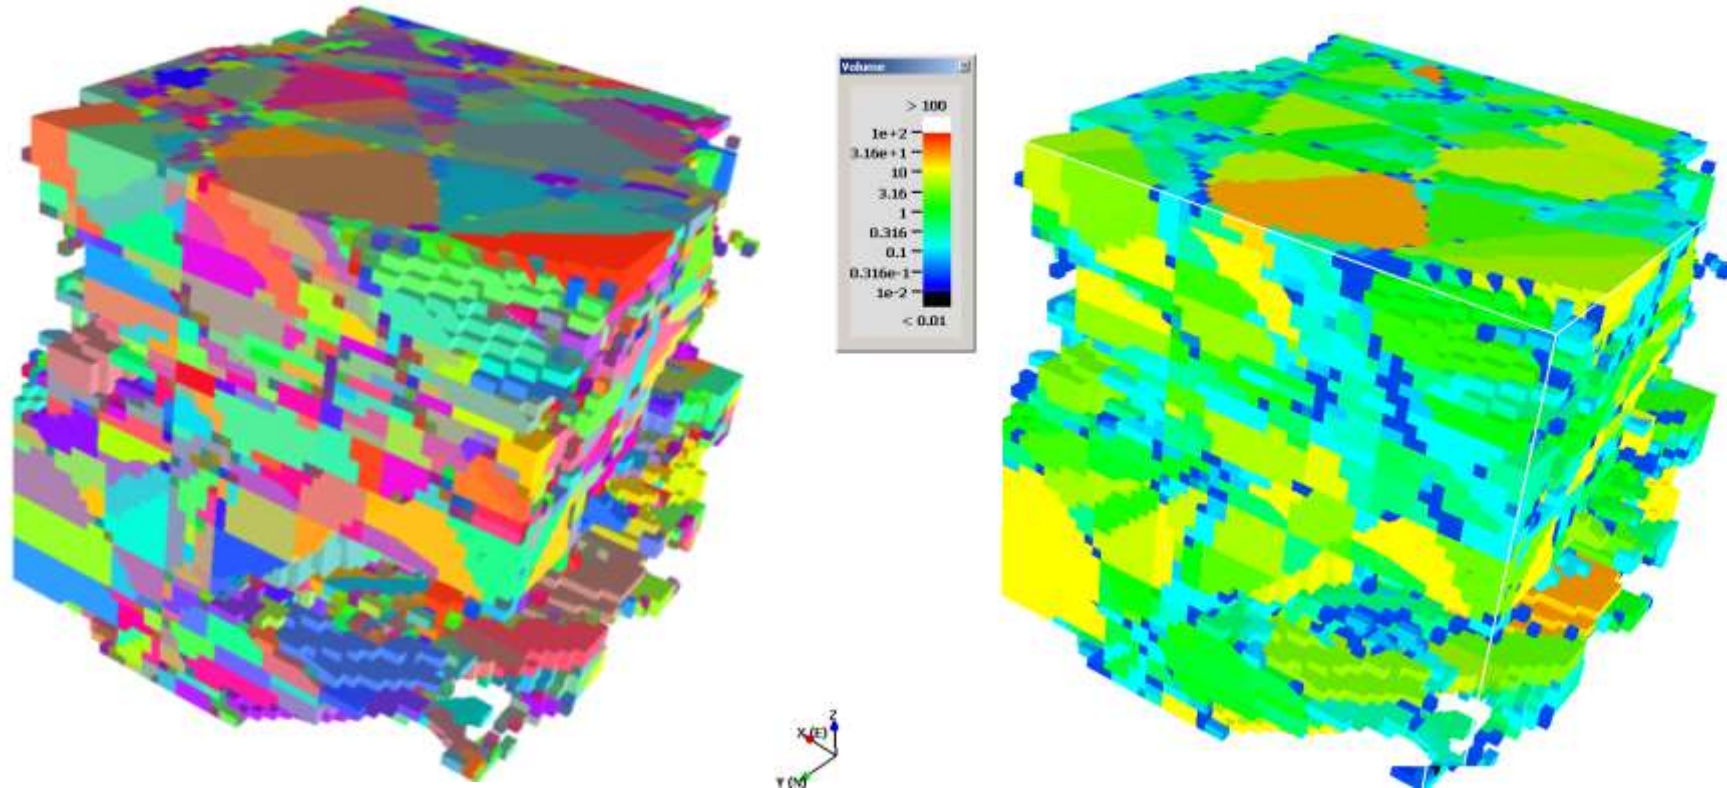 Volume
> 100
1e+2
3.16e+1
10
3.16
1
0.316
0.1
0.316e-1
1e-2
< 0.01
Z
X (E)
Y (N)